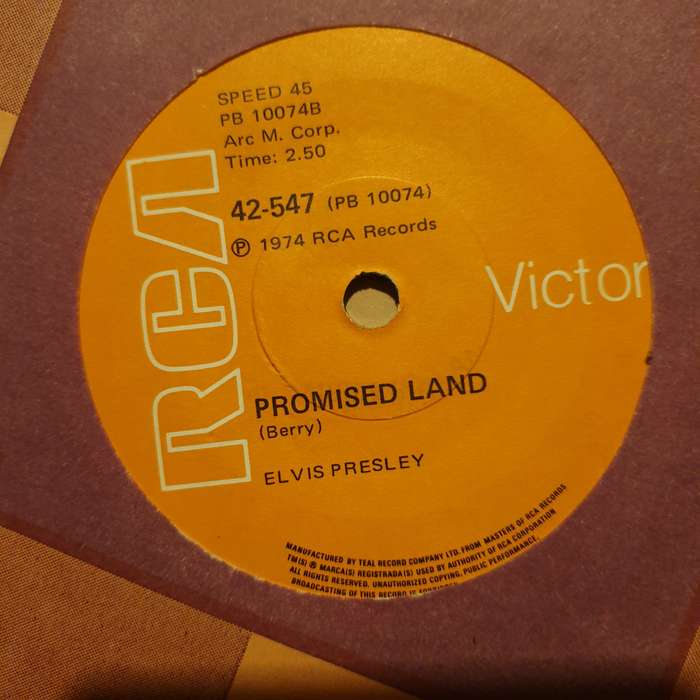 SPEED 45
PB 10074B
Arc M. Corp.
Time: 2.50
42-547 (PB 10074)
℗ 1974 RCA Records
RCA
Victor
PROMISED LAND
(Berry)
ELVIS PRESLEY
MANUFACTURED BY TEAL RECORD COMPANY LTD. FROM MASTERS OF RCA RECORDS
TM(S) ® MARCA(S) REGISTRADA(S) USED BY AUTHORITY OF RCA CORPORATION
ALL RIGHTS RESERVED. UNAUTHORIZED COPYING, PUBLIC PERFORMANCE,
BROADCASTING OF THIS RECORD IS